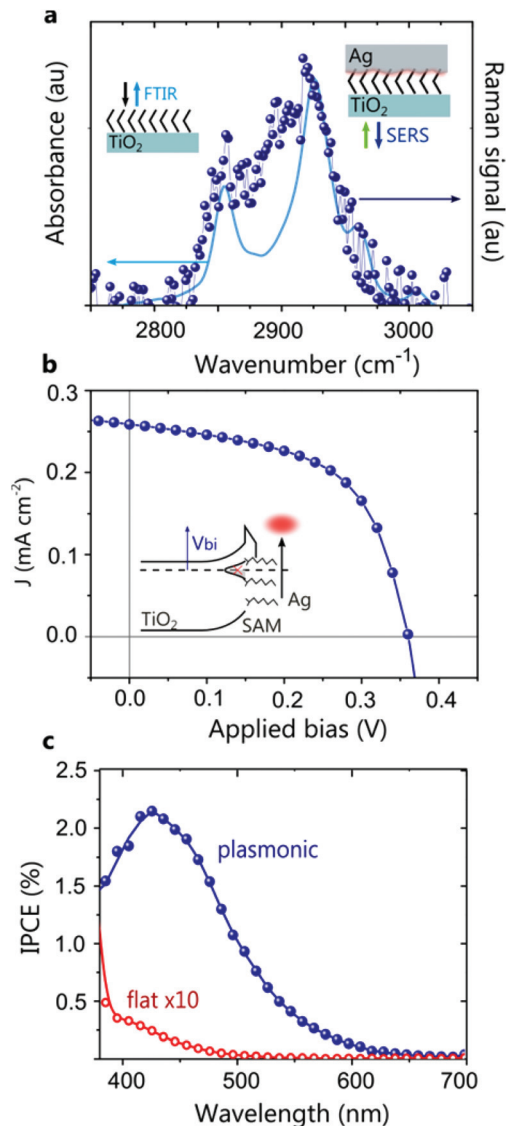 a
Absorbance (au)
Raman signal (au)
FTIR
TiO2
Ag
TiO2
SERS
2800 2900 3000
Wavenumber (cm-1)
b
J (mA cm-2)
0.3
0.2
0.1
0.0
Vbi
TiO2
SAM
Ag
0.0 0.1 0.2 0.3 0.4
Applied bias (V)
c
IPCE (%)
2.5
2.0
1.5
1.0
0.5
plasmonic
flat x10
400 500 600 700
Wavelength (nm)